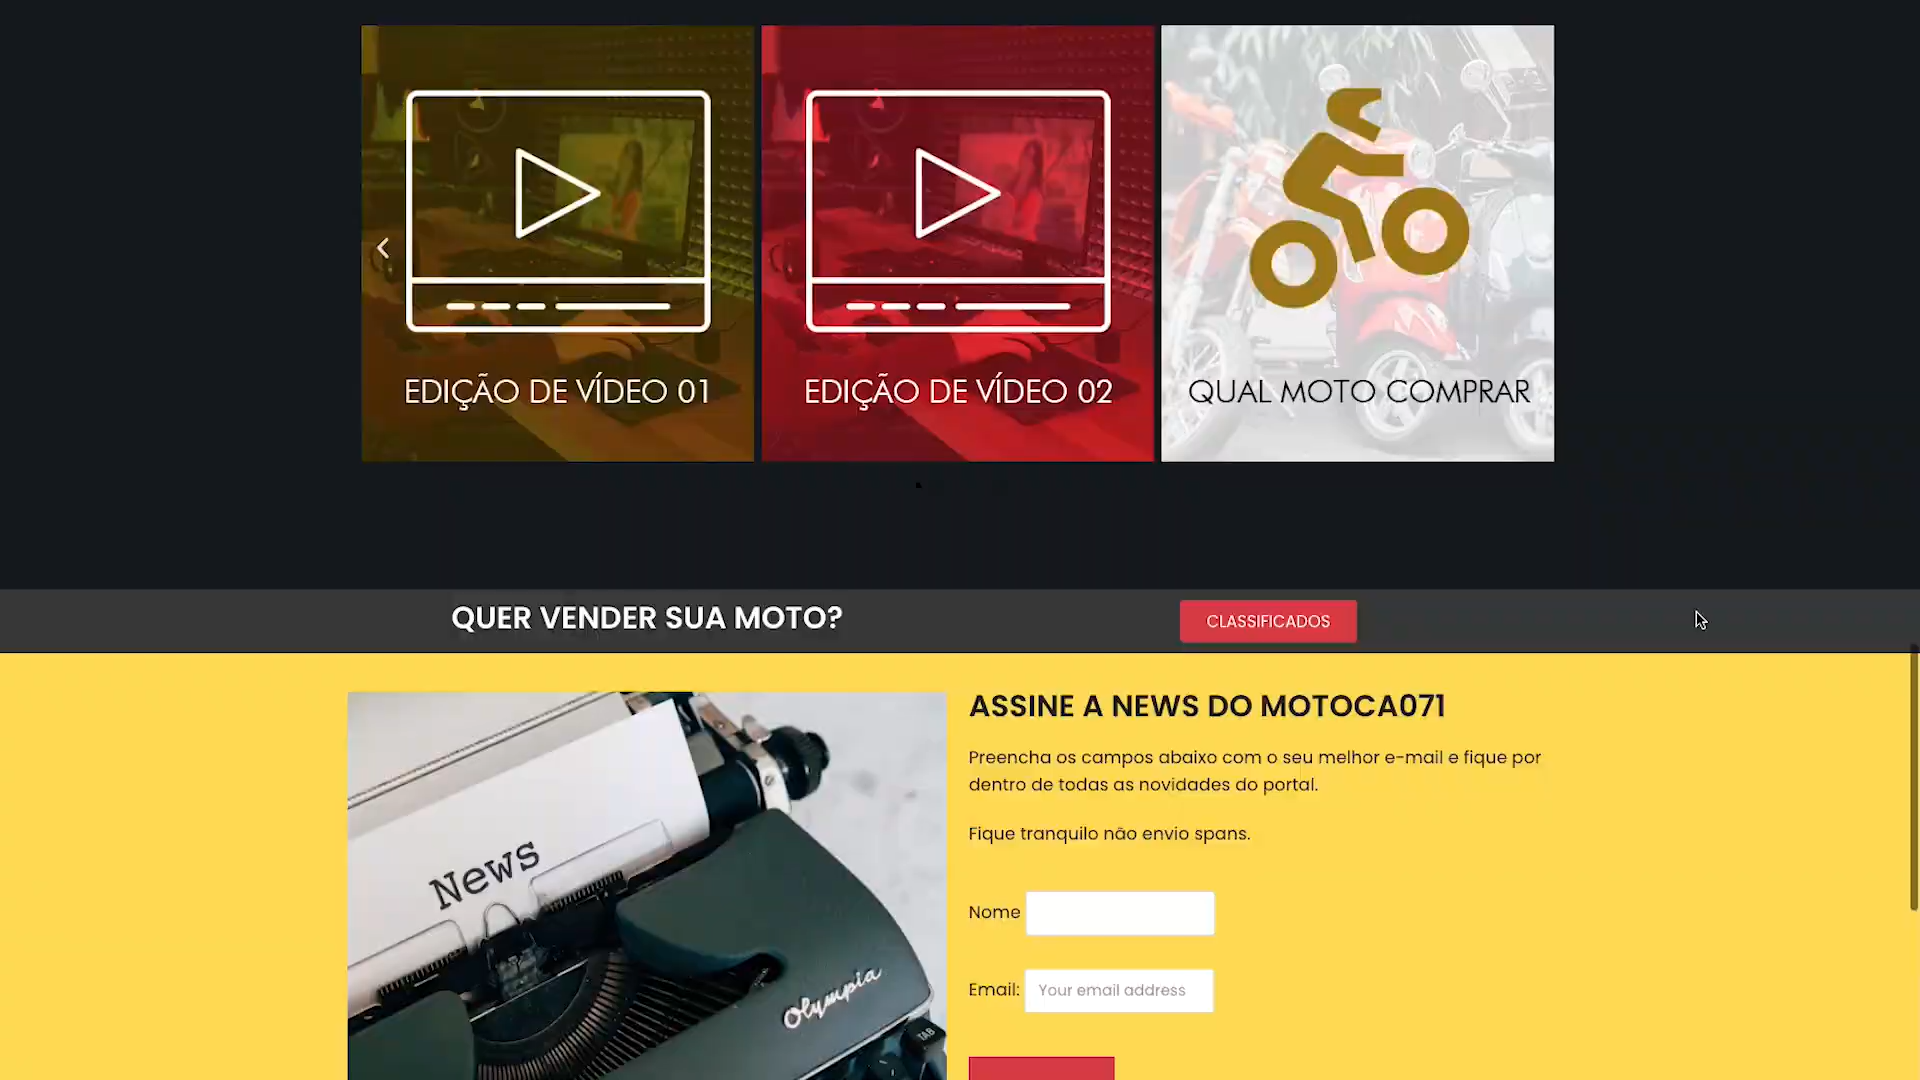 EDIÇÃO DE VÍDEO 01
EDIÇÃO DE VÍDEO 02
QUAL MOTO COMPRAR
QUER VENDER SUA MOTO?
CLASSIFICADOS
ASSINE A NEWS DO MOTOCA071
Preencha os campos abaixo com o seu melhor e-mail e fique por
dentro de todas as novidades do portal.
Fique tranquilo não envio spans.
Nome
Email:
Your email address
News
Olympia
TAB